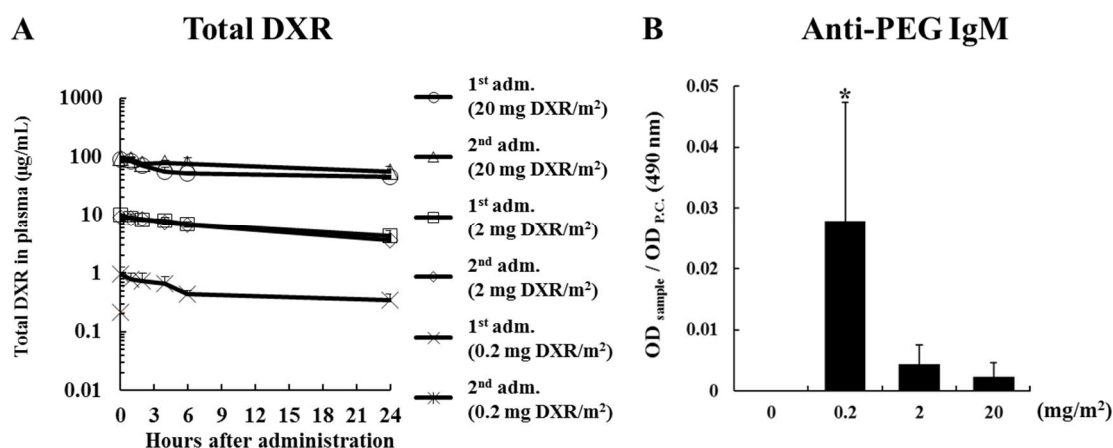 A
Total DXR
Total DXR in plasma (µg/mL)
1000
100
10
1
0.1
0.01
0 3 6 9 12 15 18 21 24
Hours after administration
1st adm.
(20 mg DXR/m²)
2nd adm.
(20 mg DXR/m²)
1st adm.
(2 mg DXR/m²)
2nd adm.
(2 mg DXR/m²)
1st adm.
(0.2 mg DXR/m²)
2nd adm.
(0.2 mg DXR/m²)
B
Anti-PEG IgM
OD sample / OD P.C. (490 nm)
0.05
0.04
0.03
0.02
0.01
0
*
0 0.2 2 20 (mg/m²)